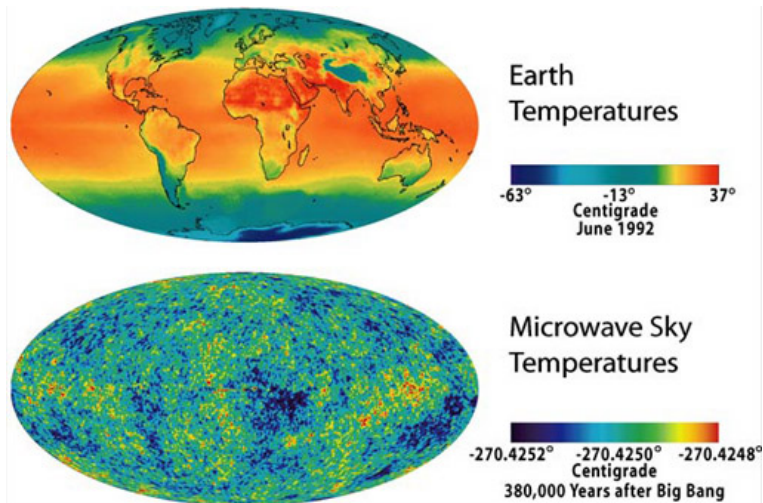 Earth
Temperatures
-63° -13° 37°
Centigrade
June 1992
Microwave Sky
Temperatures
-270.4252° -270.4250° -270.4248°
Centigrade
380,000 Years after Big Bang